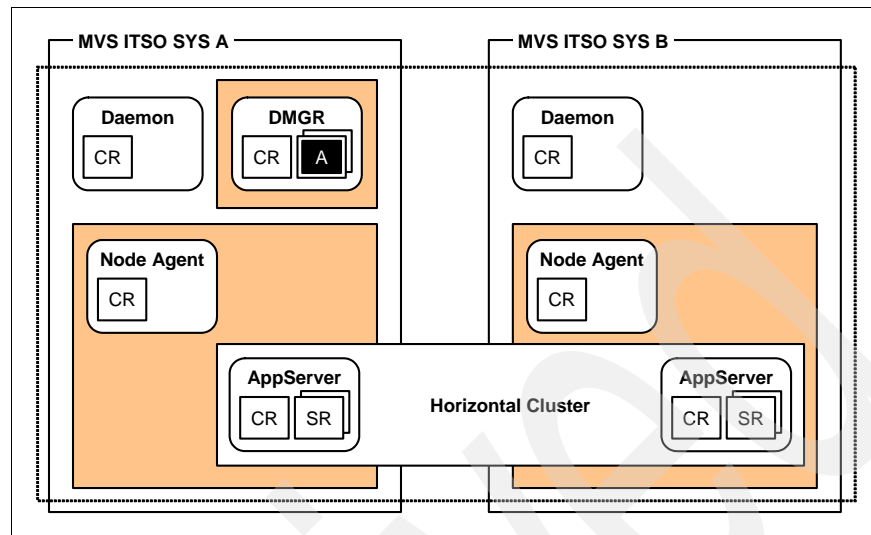 MVS ITSO SYS A
MVS ITSO SYS B
Daemon
CR
DMGR
CR
A
Daemon
CR
Node Agent
CR
Node Agent
CR
AppServer
CR
SR
Horizontal Cluster
AppServer
CR
SR